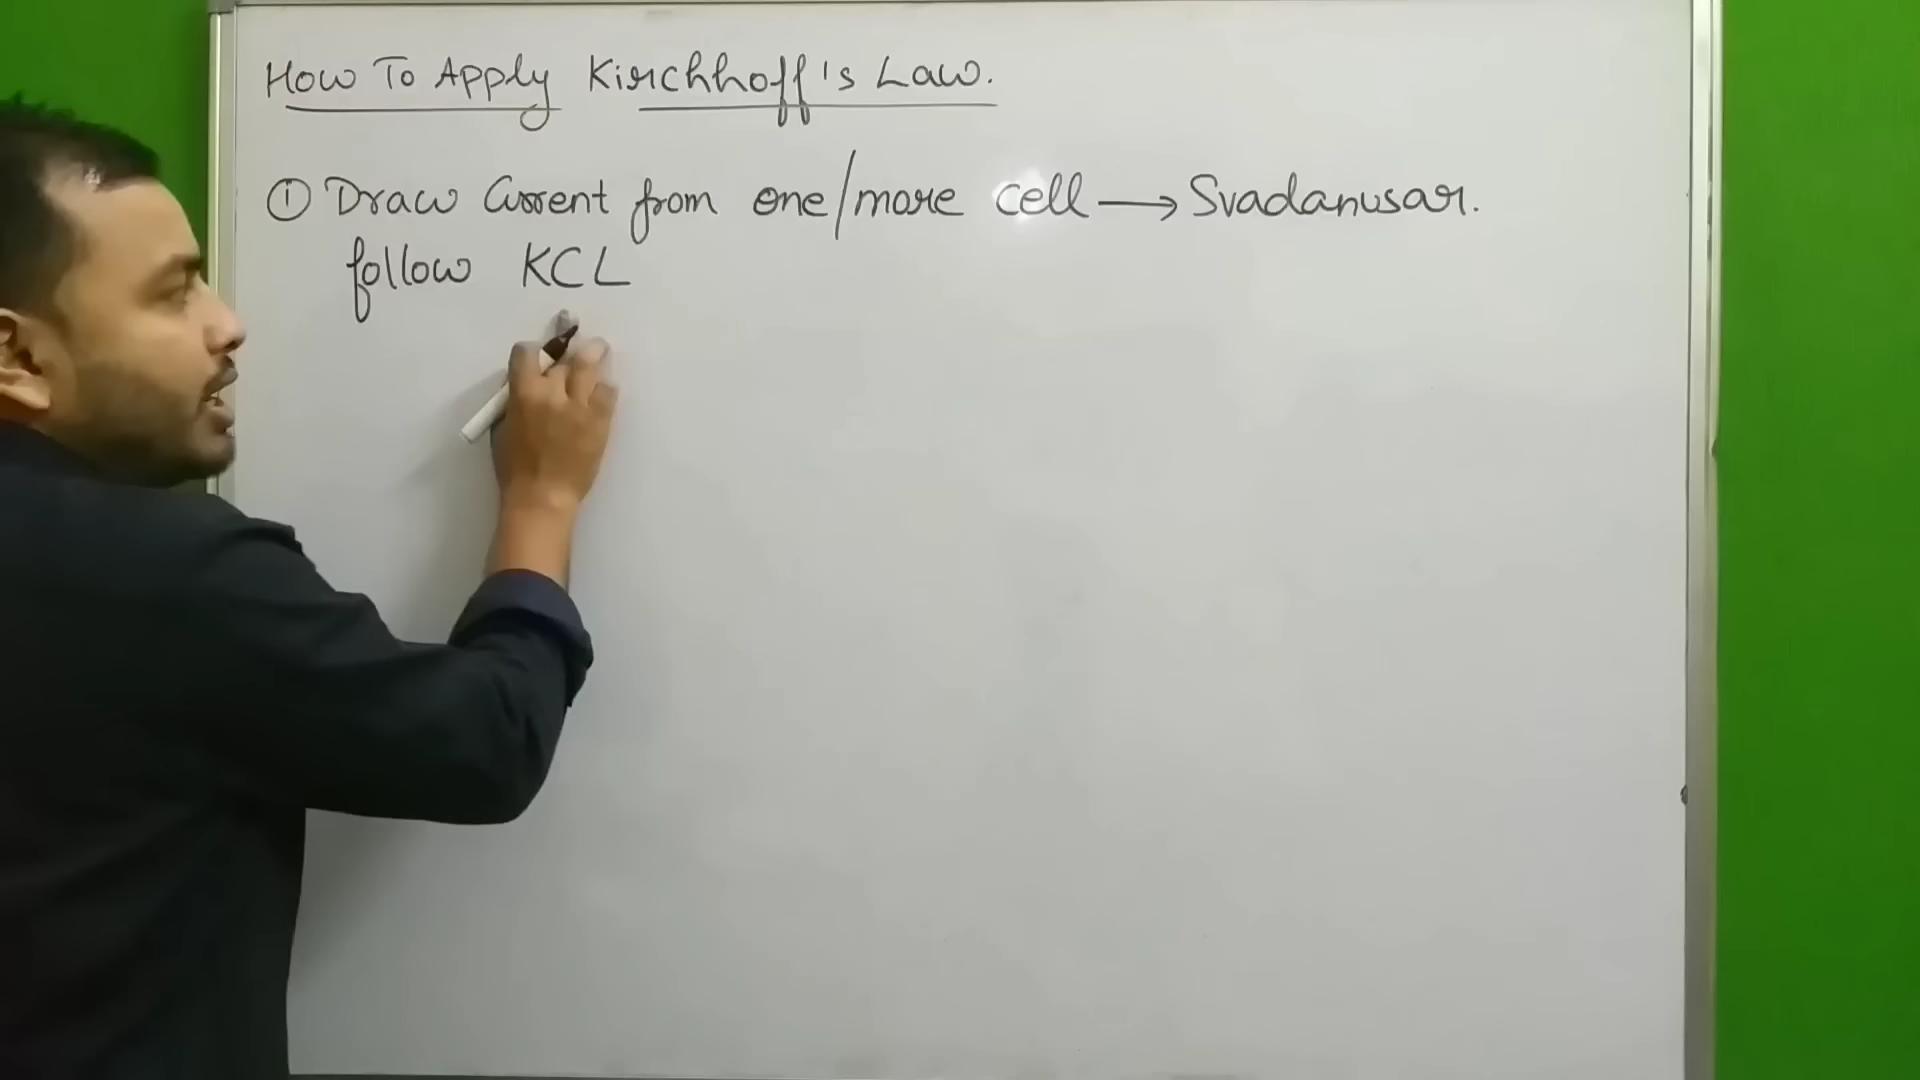 How To Apply Kirchhoff's Law.
① Draw Current from one/more cell → Svadanusar.
follow KCL